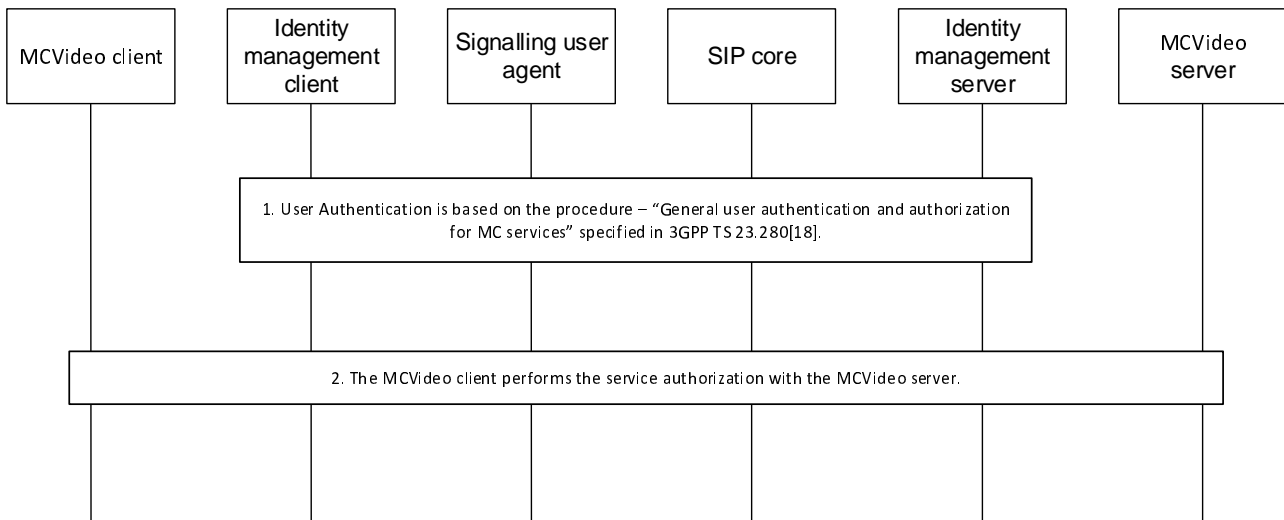 MCVideo client
Identity
management
client
Signalling user
agent
SIP core
Identity
management
server
MCVideo
server
1. User Authentication is based on the procedure – “General user authentication and authorization
for MC services” specified in 3GPP TS 23.280[18].
2. The MCVideo client performs the service authorization with the MCVideo server.